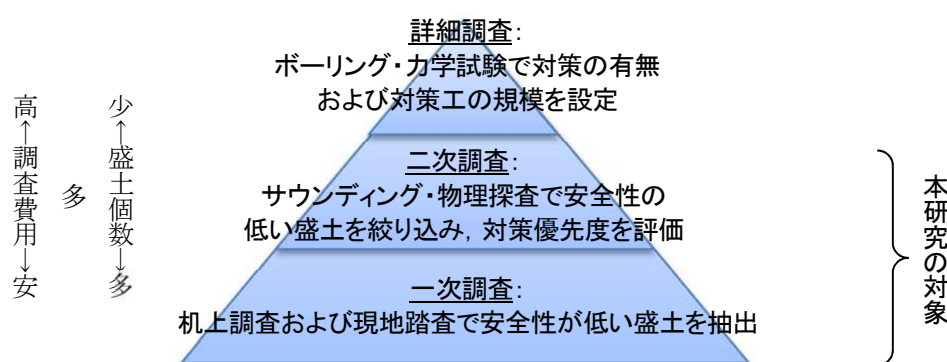 詳細調査：
ボーリング・力学試験で対策の有無
および対策工の規模を設定
二次調査：
サウンディング・物理探査で安全性の
低い盛土を絞り込み，対策優先度を評価
一次調査：
机上調査および現地踏査で安全性が低い盛土を抽出
高←調査費用→安
多
少←盛土個数→多
本研究の対象